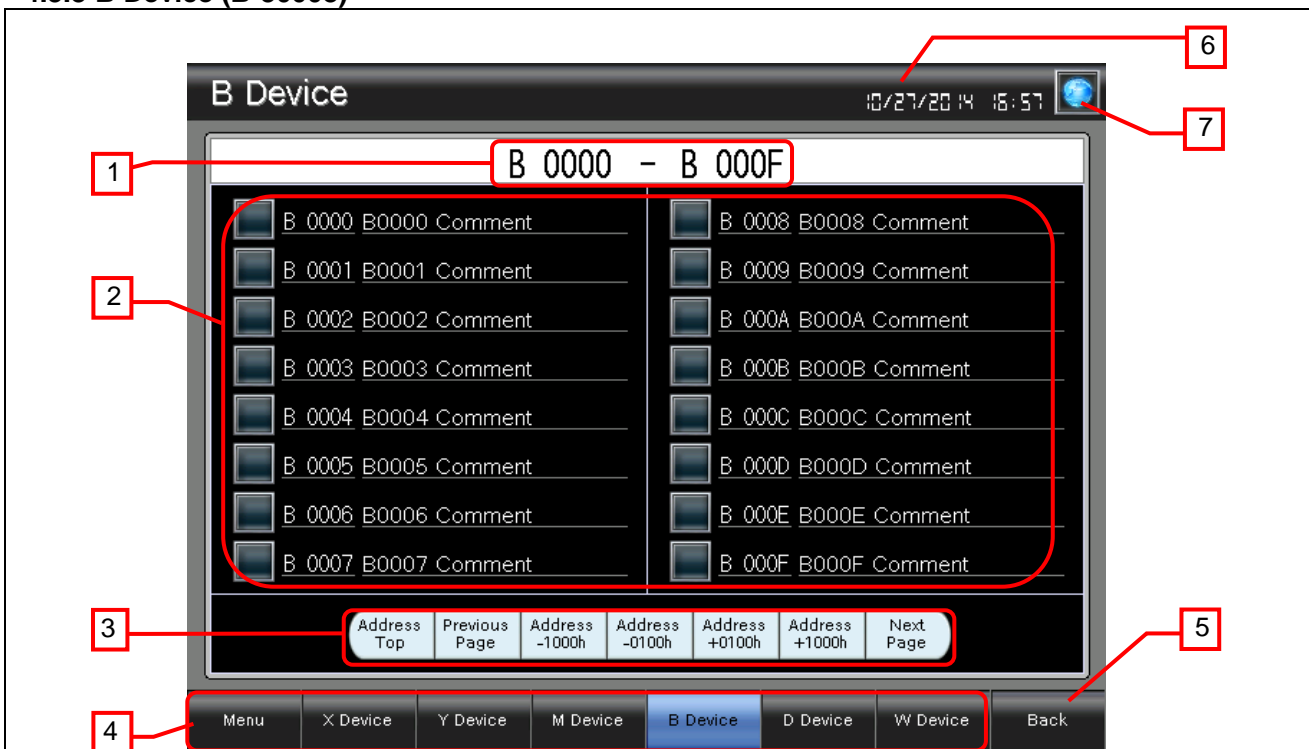 6
B Device
10/27/2014 16:57
7
1
B 0000 - B 000F
B 0000 B0000 Comment
B 0001 B0001 Comment
B 0002 B0002 Comment
B 0003 B0003 Comment
B 0004 B0004 Comment
B 0005 B0005 Comment
B 0006 B0006 Comment
B 0007 B0007 Comment
B 0008 B0008 Comment
B 0009 B0009 Comment
B 000A B000A Comment
B 000B B000B Comment
B 000C B000C Comment
B 000D B000D Comment
B 000E B000E Comment
B 000F B000F Comment
2
3
Address Top
Previous Page
Address -1000h
Address -0100h
Address +0100h
Address +1000h
Next Page
5
4
Menu
X Device
Y Device
M Device
B Device
D Device
W Device
Back